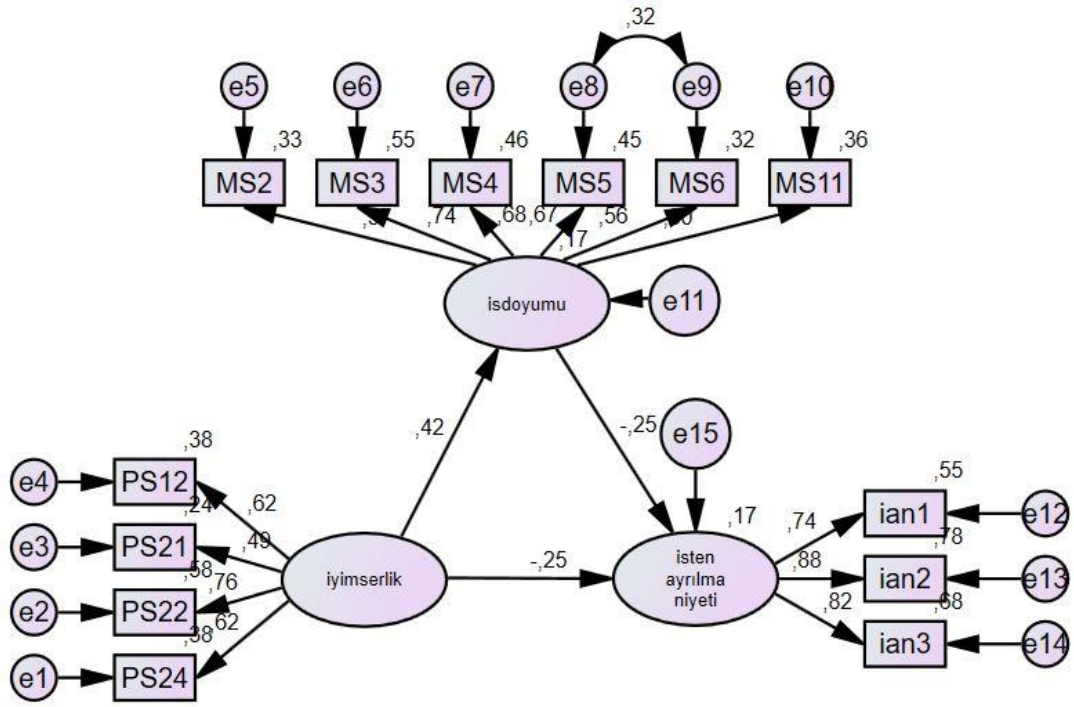 ,32
e5 e6 e7 e8 e9 e10
,33 ,55 ,46 ,45 ,32 ,36
MS2 MS3 MS4 MS5 MS6 MS11
,74 ,68 ,67 ,56
,17
isdoyumu
e11
,42
-,25
e15
,38
e4 PS12
,62
,24
e3 PS21
,49
,58
e2 PS22
,76
,38
,62
e1 PS24
iyimserlik
-,25
,17
isten
ayrılma
niyeti
,55
,74
ian1 e12
,78
,88
ian2 e13
,68
,82
ian3 e14